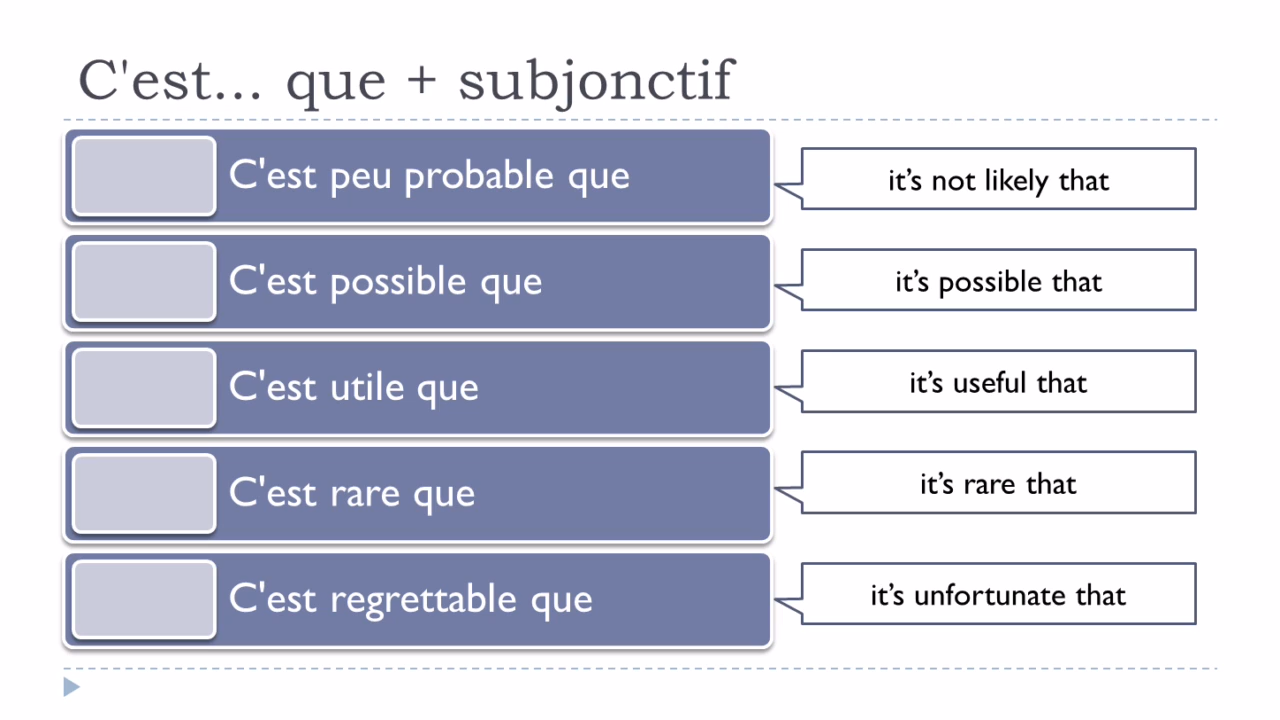 C'est... que + subjonctif
C'est peu probable que
it’s not likely that
C'est possible que
it’s possible that
C'est utile que
it’s useful that
C'est rare que
it’s rare that
C'est regrettable que
it’s unfortunate that